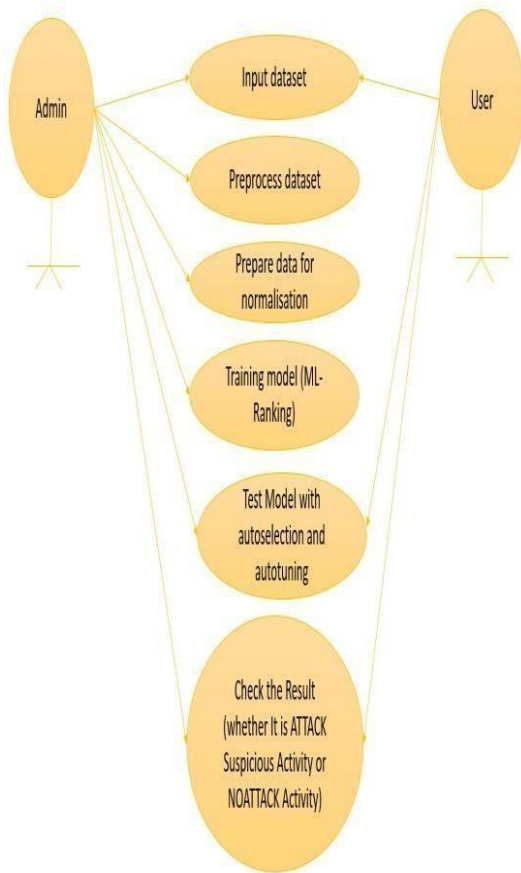 Input dataset
Admin
User
Preprocess dataset
Prepare data for
normalisation
Training model (ML-
Ranking)
Test Model with
autoselection and
autotuning
Check the Result
(whether It is ATTACK
Suspicious Activity or
NOATTACK Activity)